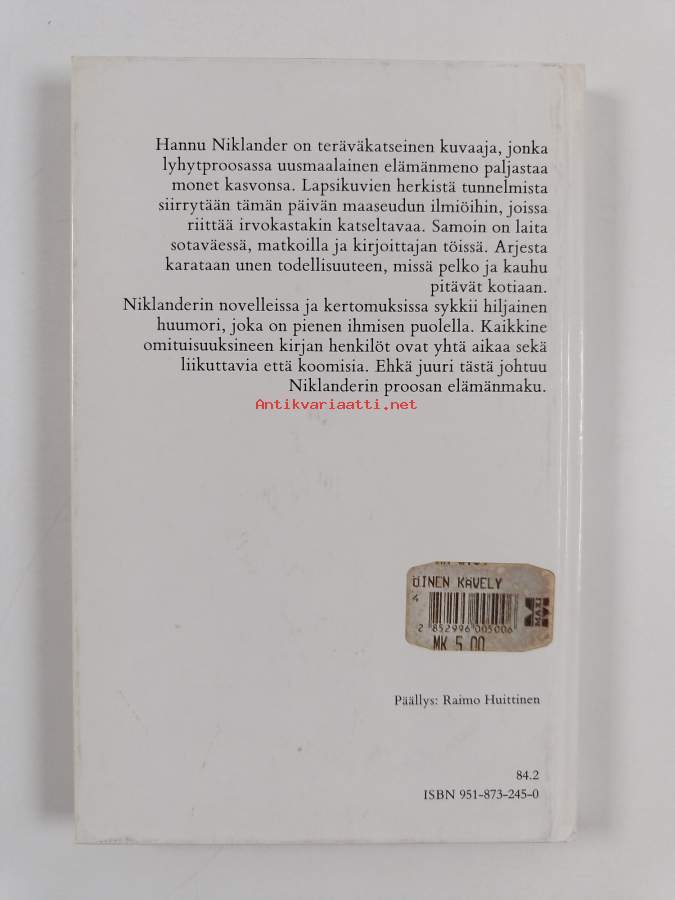 Hannu Niklander on teräväkatseinen kuvaaja, jonka
lyhytproosassa uusmaalainen elämänmeno paljastaa
monet kasvonsa. Lapsikuvien herkistä tunnelmista
siirrytään tämän päivän maaseudun ilmiöihin, joissa
riittää irvokastakin katseltavaa. Samoin on laita
sotaväessä, matkoilla ja kirjoittajan töissä. Arjesta
karataan unen todellisuuteen, missä pelko ja kauhu
pitävät kotiaan.
Niklanderin novelleissa ja kertomuksissa sykkii hiljainen
huumori, joka on pienen ihmisen puolella. Kaikkine
omituisuuksineen kirjan henkilöt ovat yhtä aikaa sekä
liikuttavia että koomisia. Ehkä juuri tästä johtuu
Niklanderin proosan elämänmaku.
Antikvariaatti.net
ÖINEN KÄVELY
4
MAXI
2 852996 005006
MK 5.00
Päällys: Raimo Huittinen
84.2
ISBN 951-873-245-0